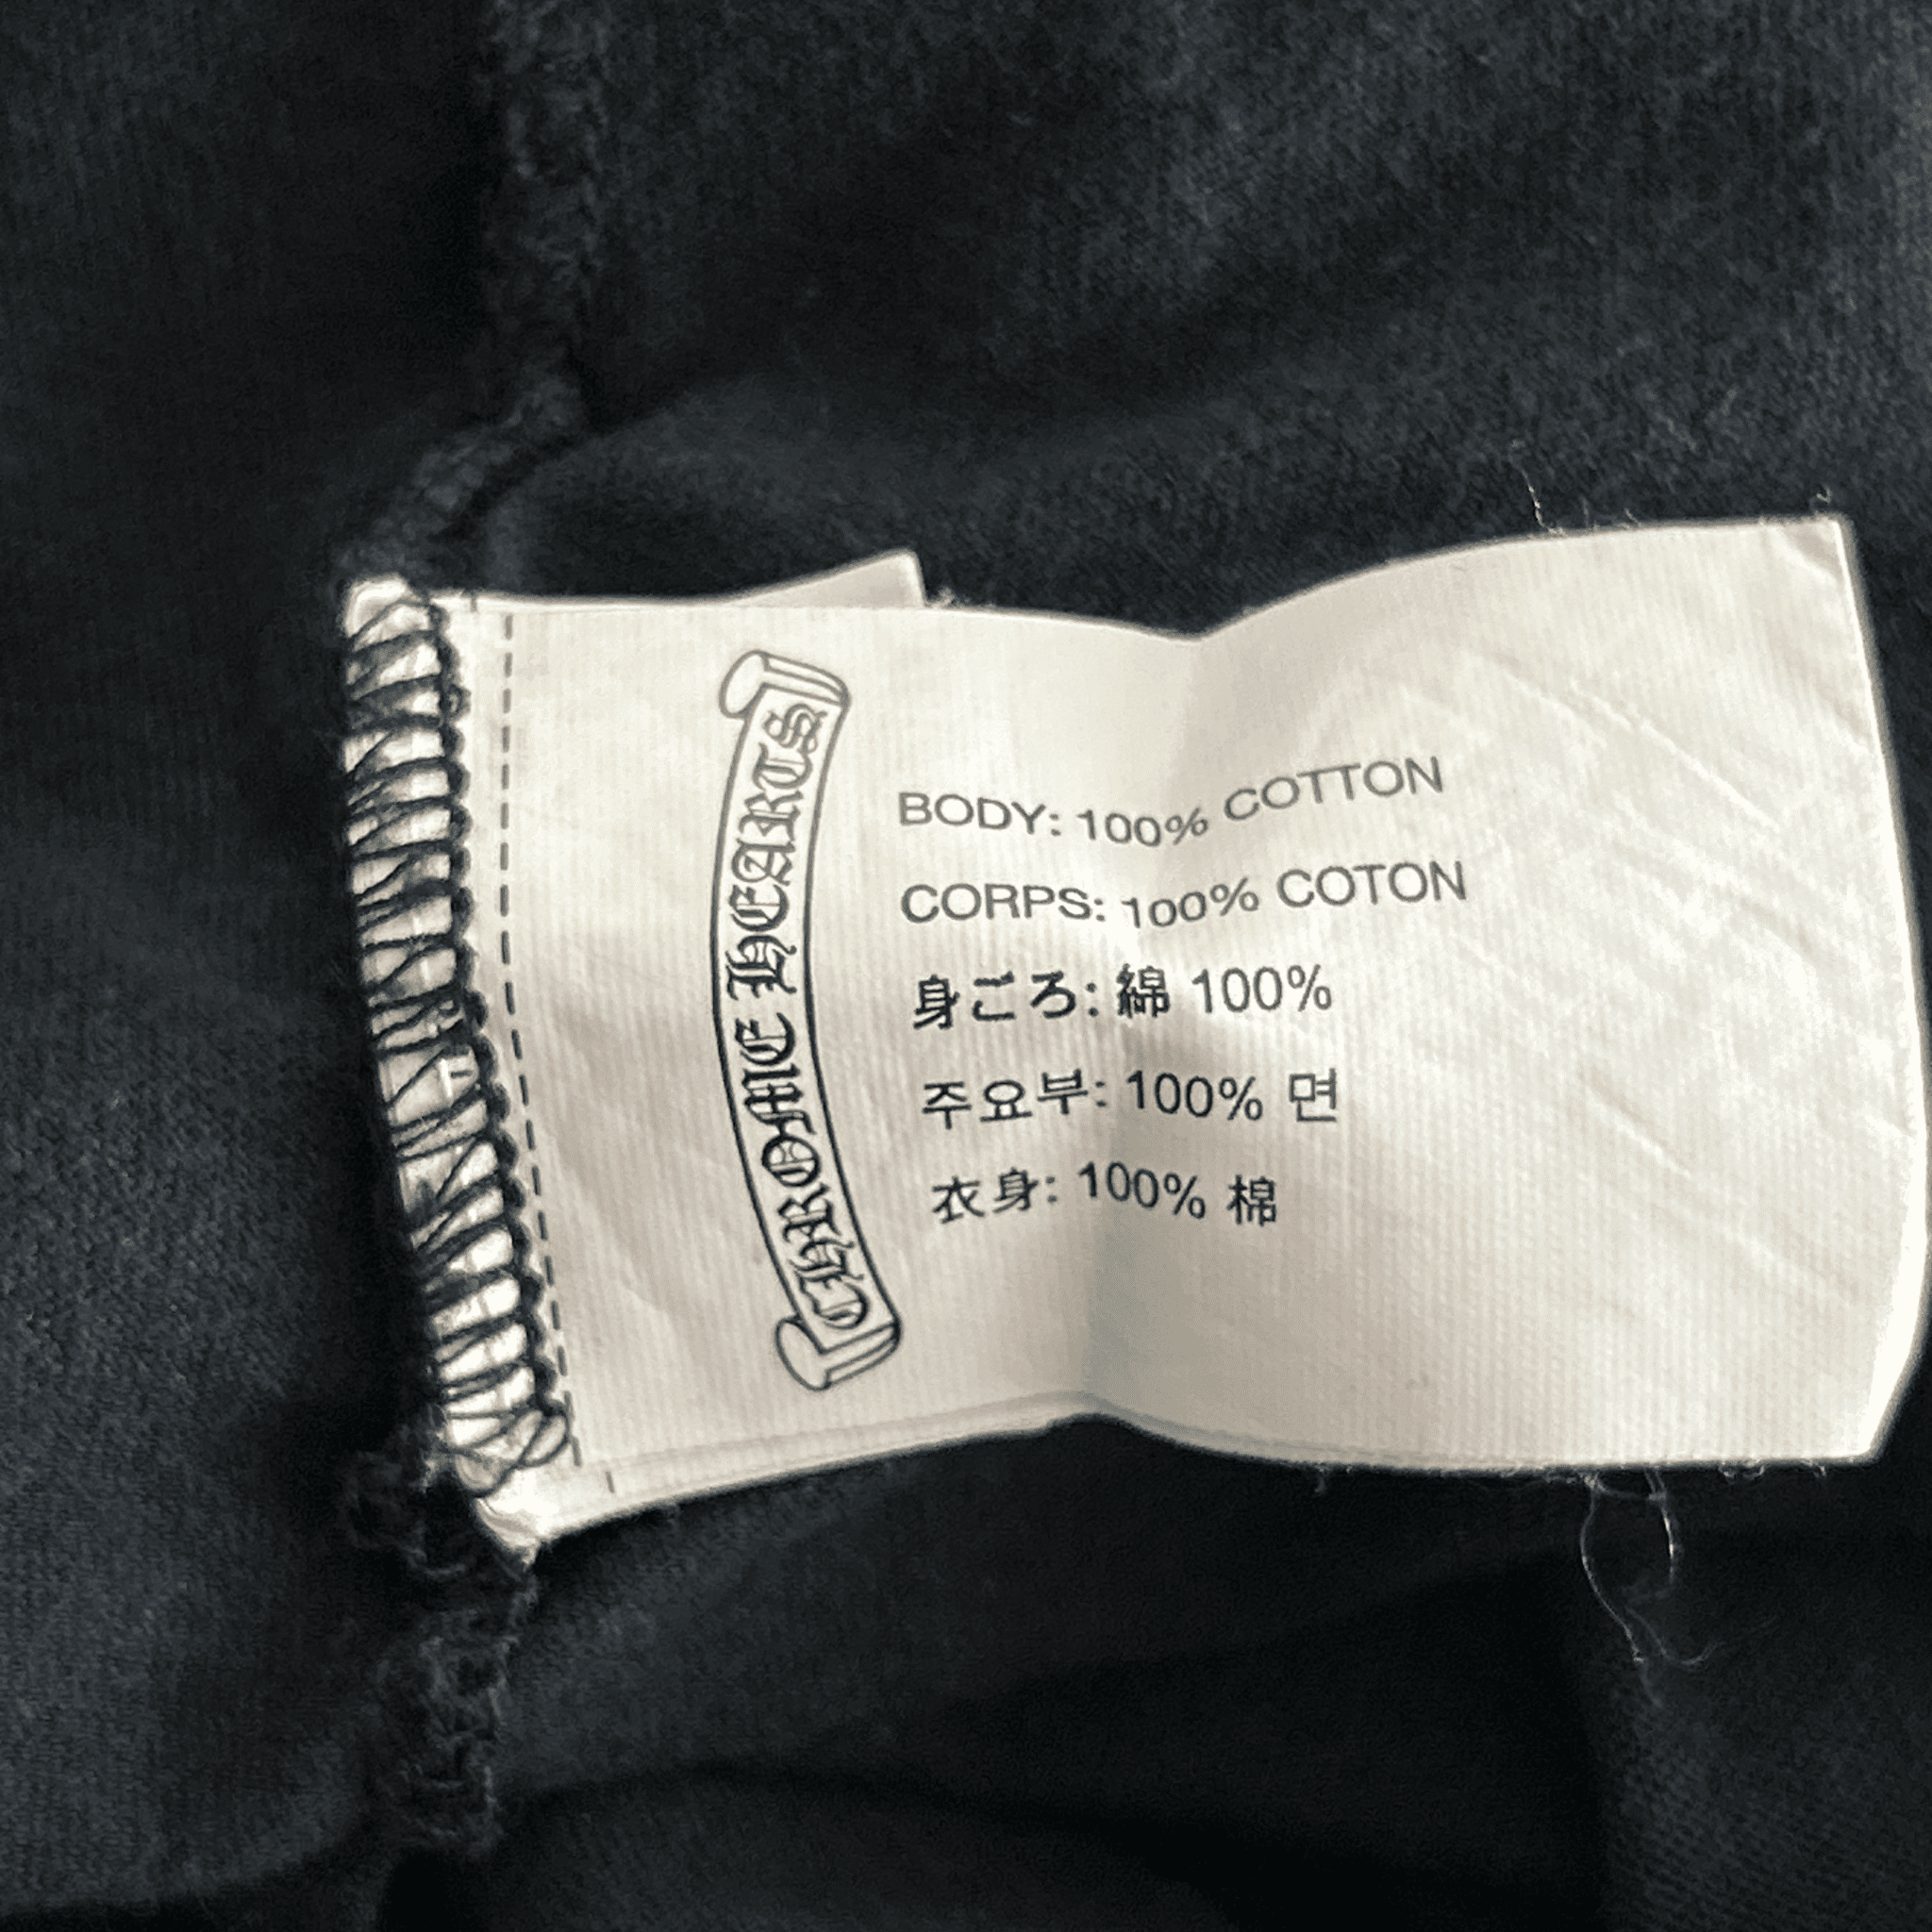 CHROME HEARTS
BODY: 100% COTTON
CORPS: 100% COTON
身ごろ: 綿 100%
주요부: 100% 면
衣身: 100% 棉